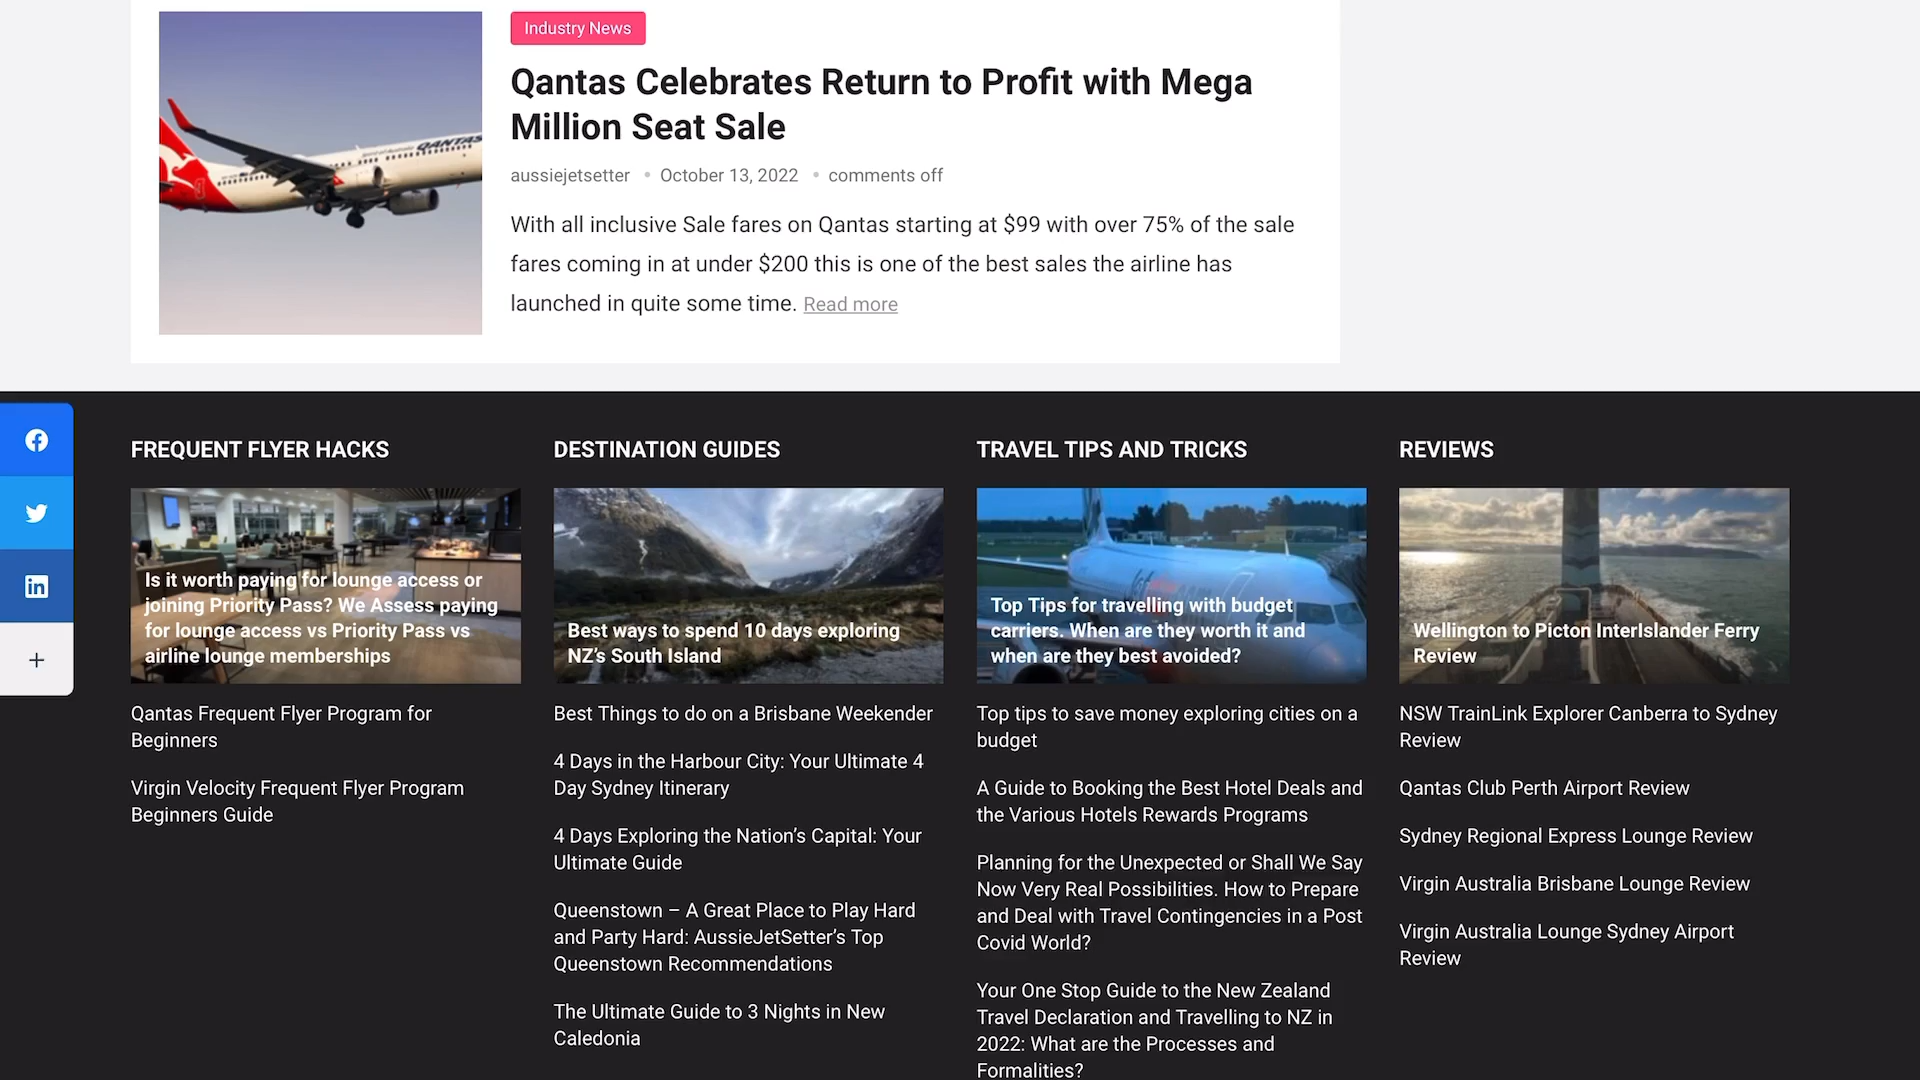 Industry News
Qantas Celebrates Return to Profit with Mega
Million Seat Sale
aussiejetsetter • October 13, 2022 • comments off
With all inclusive Sale fares on Qantas starting at $99 with over 75% of the sale
fares coming in at under $200 this is one of the best sales the airline has
launched in quite some time. Read more
QANTAS
FREQUENT FLYER HACKS
Is it worth paying for lounge access or
joining Priority Pass? We Assess paying
for lounge access vs Priority Pass vs
airline lounge memberships
Qantas Frequent Flyer Program for
Beginners
Virgin Velocity Frequent Flyer Program
Beginners Guide
DESTINATION GUIDES
Best ways to spend 10 days exploring
NZ’s South Island
Best Things to do on a Brisbane Weekender
4 Days in the Harbour City: Your Ultimate 4
Day Sydney Itinerary
4 Days Exploring the Nation’s Capital: Your
Ultimate Guide
Queenstown – A Great Place to Play Hard
and Party Hard: AussieJetSetter’s Top
Queenstown Recommendations
The Ultimate Guide to 3 Nights in New
Caledonia
TRAVEL TIPS AND TRICKS
Top Tips for travelling with budget
carriers. When are they worth it and
when are they best avoided?
Top tips to save money exploring cities on a
budget
A Guide to Booking the Best Hotel Deals and
the Various Hotels Rewards Programs
Planning for the Unexpected or Shall We Say
Now Very Real Possibilities. How to Prepare
and Deal with Travel Contingencies in a Post
Covid World?
Your One Stop Guide to the New Zealand
Travel Declaration and Travelling to NZ in
2022: What are the Processes and
Formalities?
REVIEWS
Wellington to Picton InterIslander Ferry
Review
NSW TrainLink Explorer Canberra to Sydney
Review
Qantas Club Perth Airport Review
Sydney Regional Express Lounge Review
Virgin Australia Brisbane Lounge Review
Virgin Australia Lounge Sydney Airport
Review